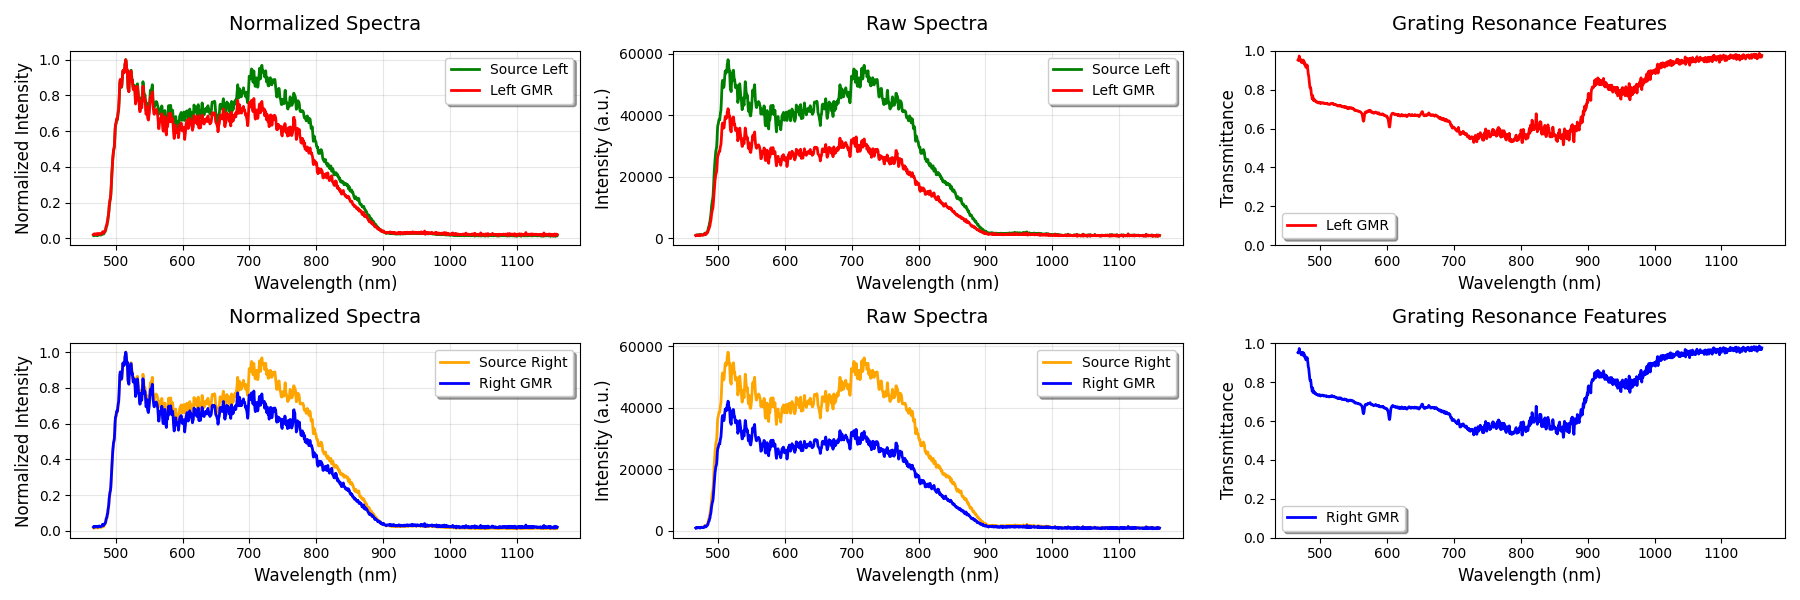 Normalized Spectra
Normalized Intensity
1.0
0.8
0.6
0.4
0.2
0.0
Source Left
Left GMR
500 600 700 800 900 1000 1100
Wavelength (nm)
Raw Spectra
Intensity (a.u.)
60000
40000
20000
0
Source Left
Left GMR
500 600 700 800 900 1000 1100
Wavelength (nm)
Grating Resonance Features
Transmittance
1.0
0.8
0.6
0.4
0.2
0.0
Left GMR
500 600 700 800 900 1000 1100
Wavelength (nm)
Normalized Spectra
Normalized Intensity
1.0
0.8
0.6
0.4
0.2
0.0
Source Right
Right GMR
500 600 700 800 900 1000 1100
Wavelength (nm)
Raw Spectra
Intensity (a.u.)
60000
40000
20000
0
Source Right
Right GMR
500 600 700 800 900 1000 1100
Wavelength (nm)
Grating Resonance Features
Transmittance
1.0
0.8
0.6
0.4
0.2
0.0
Right GMR
500 600 700 800 900 1000 1100
Wavelength (nm)